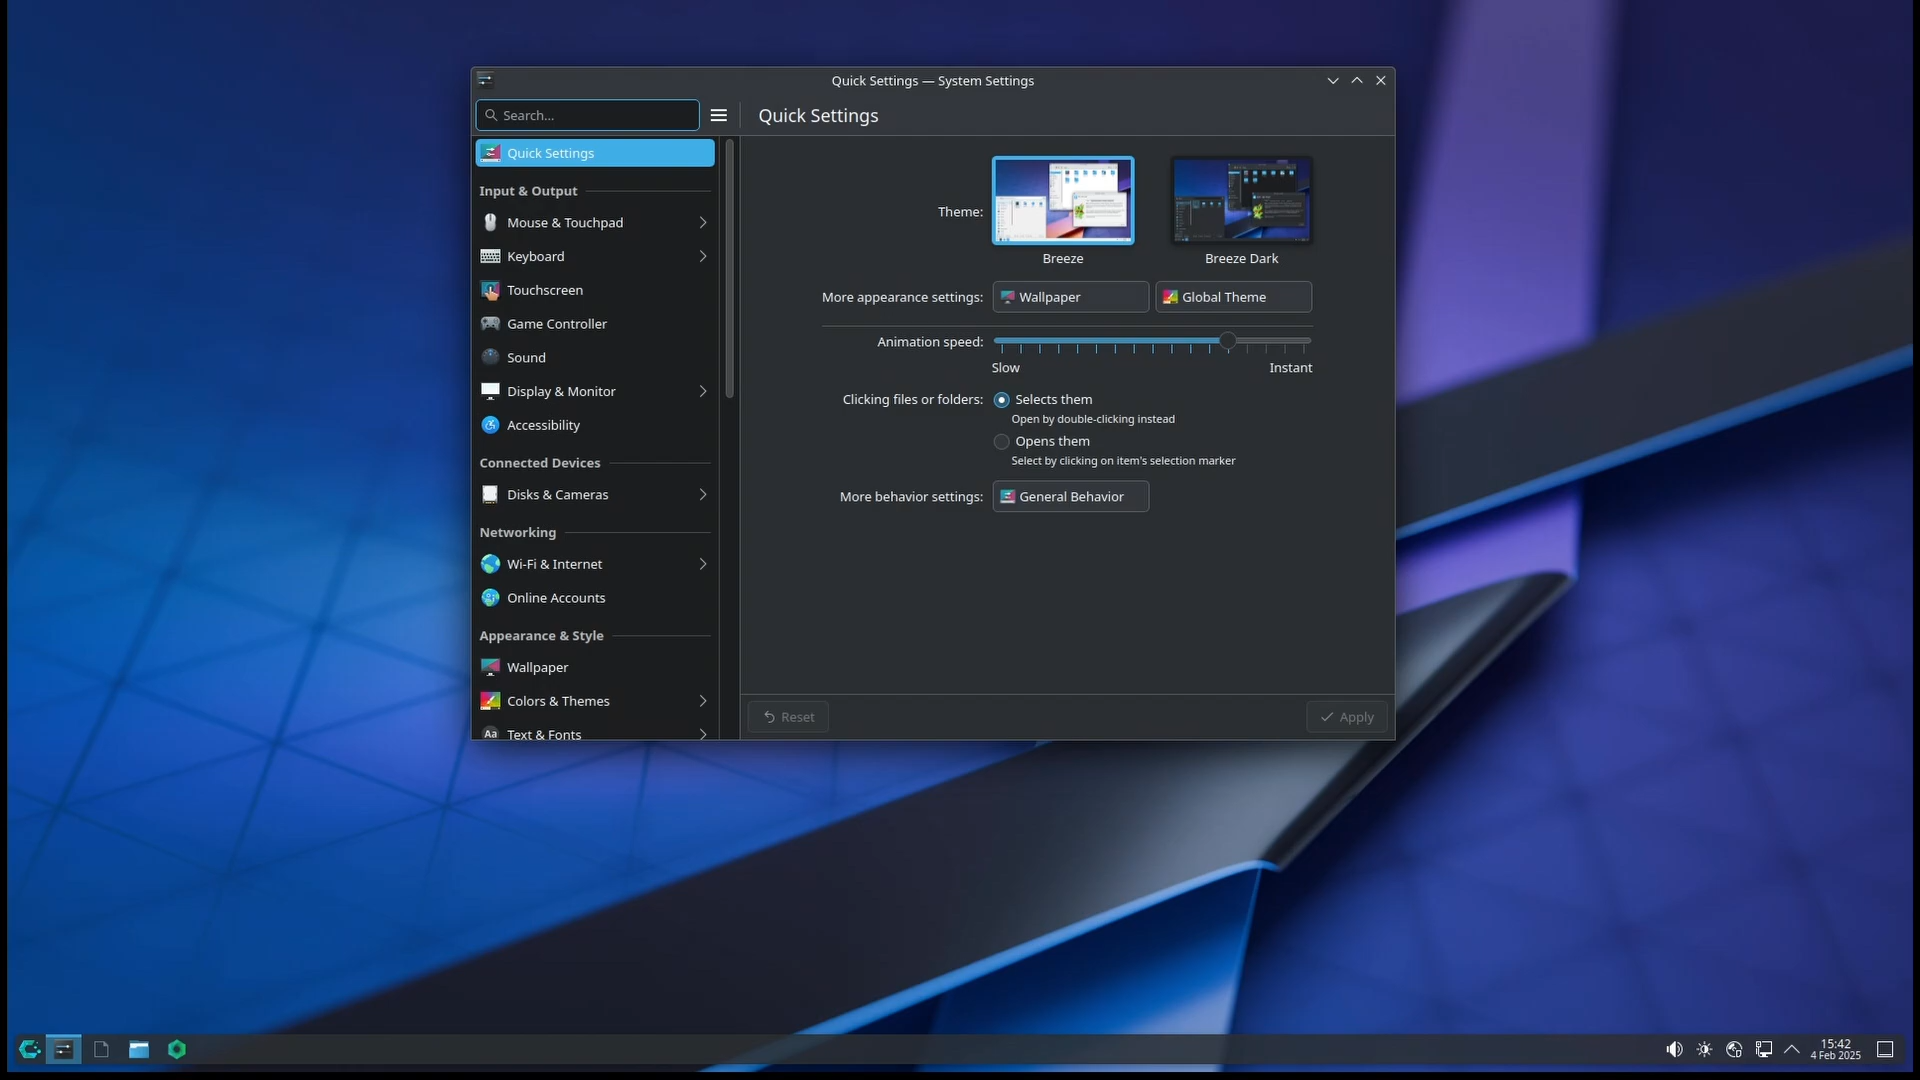 Quick Settings — System Settings
Search...
Quick Settings
Quick Settings
Input & Output
Mouse & Touchpad
Keyboard
Touchscreen
Game Controller
Sound
Display & Monitor
Accessibility
Connected Devices
Disks & Cameras
Networking
Wi-Fi & Internet
Online Accounts
Appearance & Style
Wallpaper
Colors & Themes
Aa Text & Fonts
Theme:
Breeze
Breeze Dark
More appearance settings:
Wallpaper
Global Theme
Animation speed:
Slow
Instant
Clicking files or folders:
Selects them
Open by double-clicking instead
Opens them
Select by clicking on item's selection marker
More behavior settings:
General Behavior
Reset
Apply
15:42
4 Feb 2025